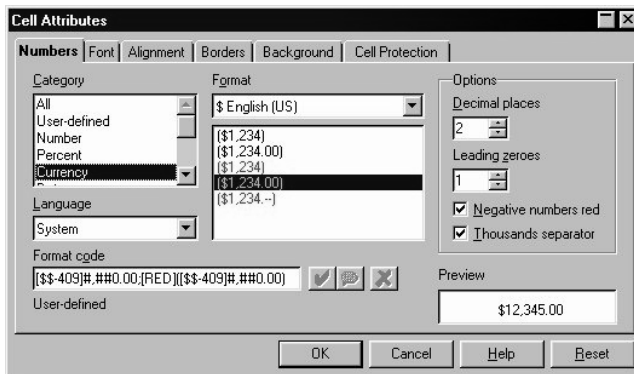 Cell Attributes
Numbers Font Alignment Borders Background Cell Protection
Category
All
User-defined
Number
Percent
Currency
Language
System
Format
$ English (US)
($1,234)
($1,234.00)
($1,234)
($1,234.00)
($1,234.--)
Options
Decimal places
2
Leading zeroes
1
Negative numbers red
Thousands separator
Format code
[$$-409]#,##0.00;[RED]([$$-409]#,##0.00)
User-defined
Preview
$12,345.00
OK Cancel Help Reset